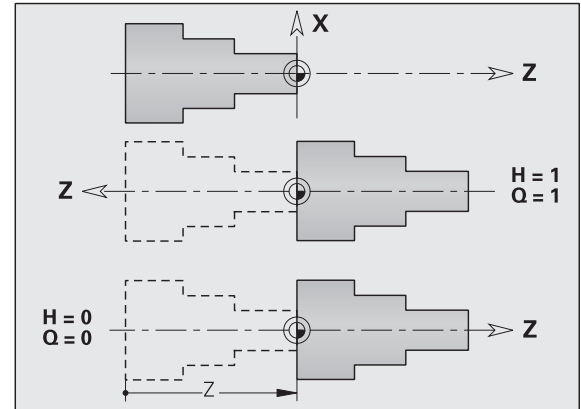 X
Z
Z
H = 1
Q = 1
H = 0
Q = 0
Z
Z